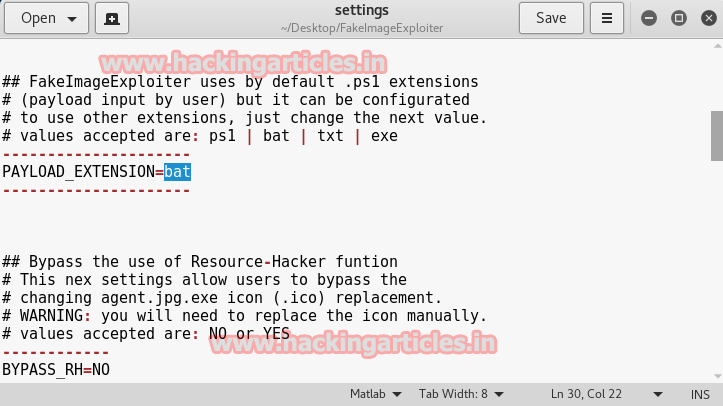 Open
settings
~/Desktop/FakeImageExploiter
Save
www.hackingarticles.in
## FakeImageExploiter uses by default .ps1 extensions
# (payload input by user) but it can be configurated
# to use other extensions, just change the next value.
# values accepted are: ps1 | bat | txt | exe
---------------------
PAYLOAD_EXTENSION=bat
---------------------
## Bypass the use of Resource-Hacker funtion
# This nex settings allow users to bypass the
# changing agent.jpg.exe icon (.ico) replacement.
# WARNING: you will need to replace the icon manually.
# values accepted are: NO or YES
www.hackingarticles.in
------------
BYPASS_RH=NO
Matlab Tab Width: 8 Ln 30, Col 22 INS